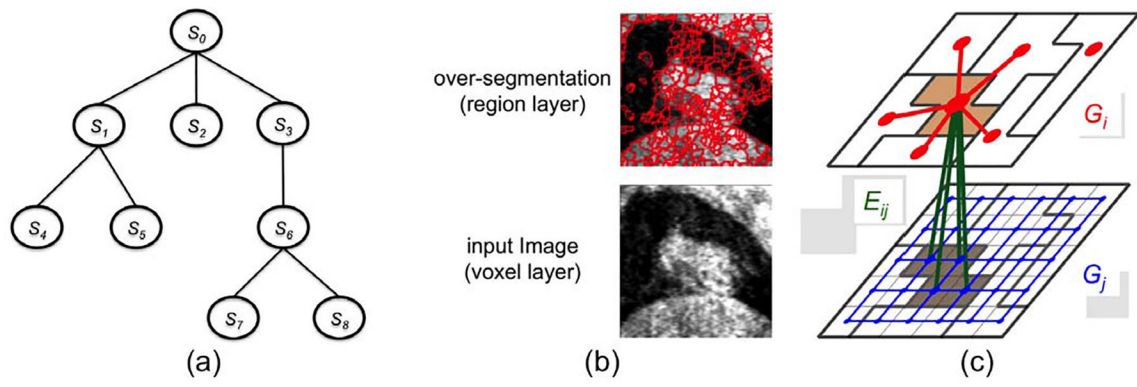 S0
S1
S2
S3
S4
S5
S6
S7
S8
(a)
over-segmentation
(region layer)
input Image
(voxel layer)
(b)
Gi
Eij
Gj
(c)